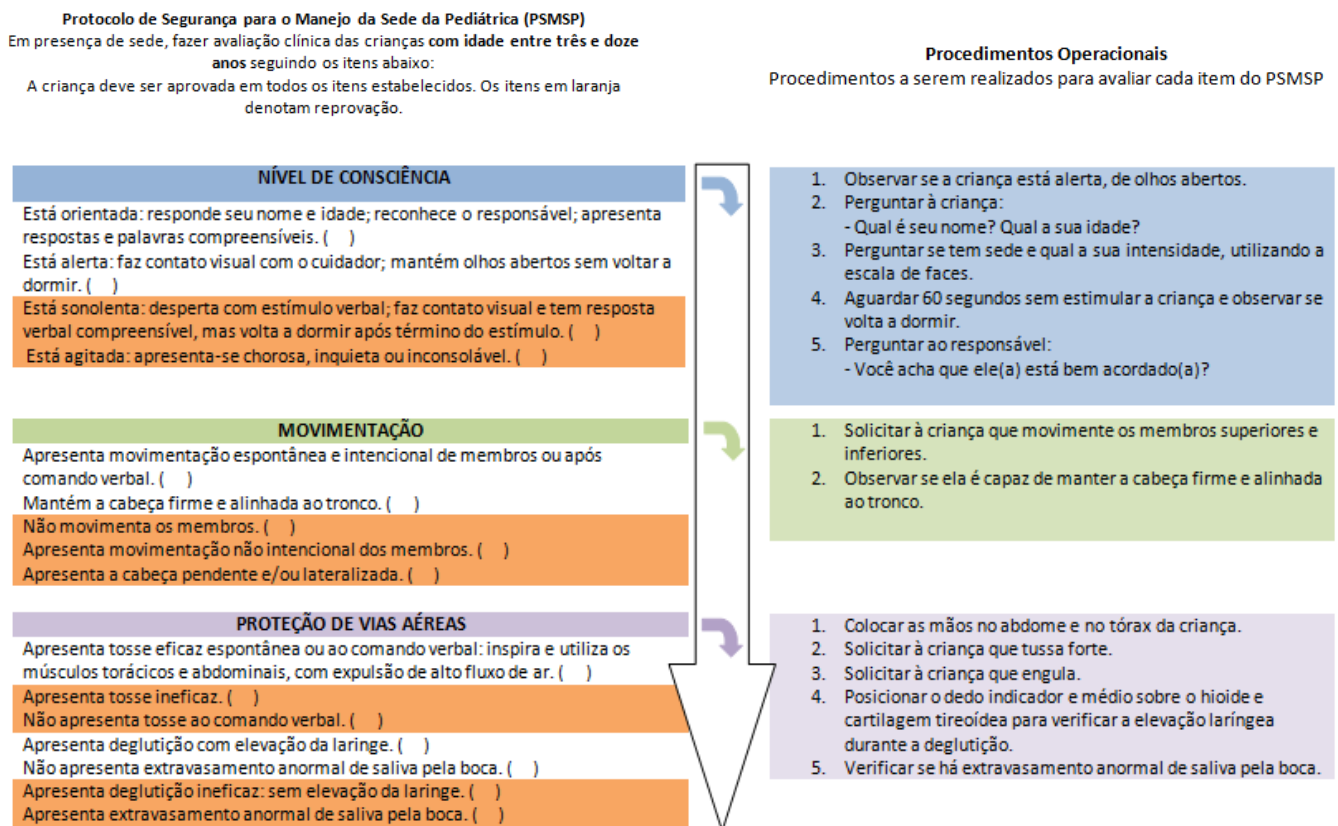 Protocolo de Segurança para o Manejo da Sede da Pediátrica (PSMSP)
Em presença de sede, fazer avaliação clínica das crianças com idade entre três e doze
anos seguindo os itens abaixo:
A criança deve ser aprovada em todos os itens estabelecidos. Os itens em laranja
denotam reprovação.
NÍVEL DE CONSCIÊNCIA
Está orientada: responde seu nome e idade; reconhece o responsável; apresenta
respostas e palavras compreensíveis. (   )
Está alerta: faz contato visual com o cuidador; mantém olhos abertos sem voltar a
dormir. (   )
Está sonolenta: desperta com estímulo verbal; faz contato visual e tem resposta
verbal compreensível, mas volta a dormir após término do estímulo. (   )
Está agitada: apresenta-se chorosa, inquieta ou inconsolável. (   )
MOVIMENTAÇÃO
Apresenta movimentação espontânea e intencional de membros ou após
comando verbal. (   )
Mantém a cabeça firme e alinhada ao tronco. (   )
Não movimenta os membros. (   )
Apresenta movimentação não intencional dos membros. (   )
Apresenta a cabeça pendente e/ou lateralizada. (   )
PROTEÇÃO DE VIAS AÉREAS
Apresenta tosse eficaz espontânea ou ao comando verbal: inspira e utiliza os
músculos torácicos e abdominais, com expulsão de alto fluxo de ar. (   )
Apresenta tosse ineficaz. (   )
Não apresenta tosse ao comando verbal. (   )
Apresenta deglutição com elevação da laringe. (   )
Não apresenta extravasamento anormal de saliva pela boca. (   )
Apresenta deglutição ineficaz: sem elevação da laringe. (   )
Apresenta extravasamento anormal de saliva pela boca. (   )
Procedimentos Operacionais
Procedimentos a serem realizados para avaliar cada item do PSMSP
1. Observar se a criança está alerta, de olhos abertos.
2. Perguntar à criança:
- Qual é seu nome? Qual a sua idade?
3. Perguntar se tem sede e qual a sua intensidade, utilizando a
escala de faces.
4. Aguardar 60 segundos sem estimular a criança e observar se
volta a dormir.
5. Perguntar ao responsável:
- Você acha que ele(a) está bem acordado(a)?
1. Solicitar à criança que movimente os membros superiores e
inferiores.
2. Observar se ela é capaz de manter a cabeça firme e alinhada
ao tronco.
1. Colocar as mãos no abdome e no tórax da criança.
2. Solicitar à criança que tussa forte.
3. Solicitar à criança que engula.
4. Posicionar o dedo indicador e médio sobre o hioide e
cartilagem tireoídea para verificar a elevação laríngea
durante a deglutição.
5. Verificar se há extravasamento anormal de saliva pela boca.